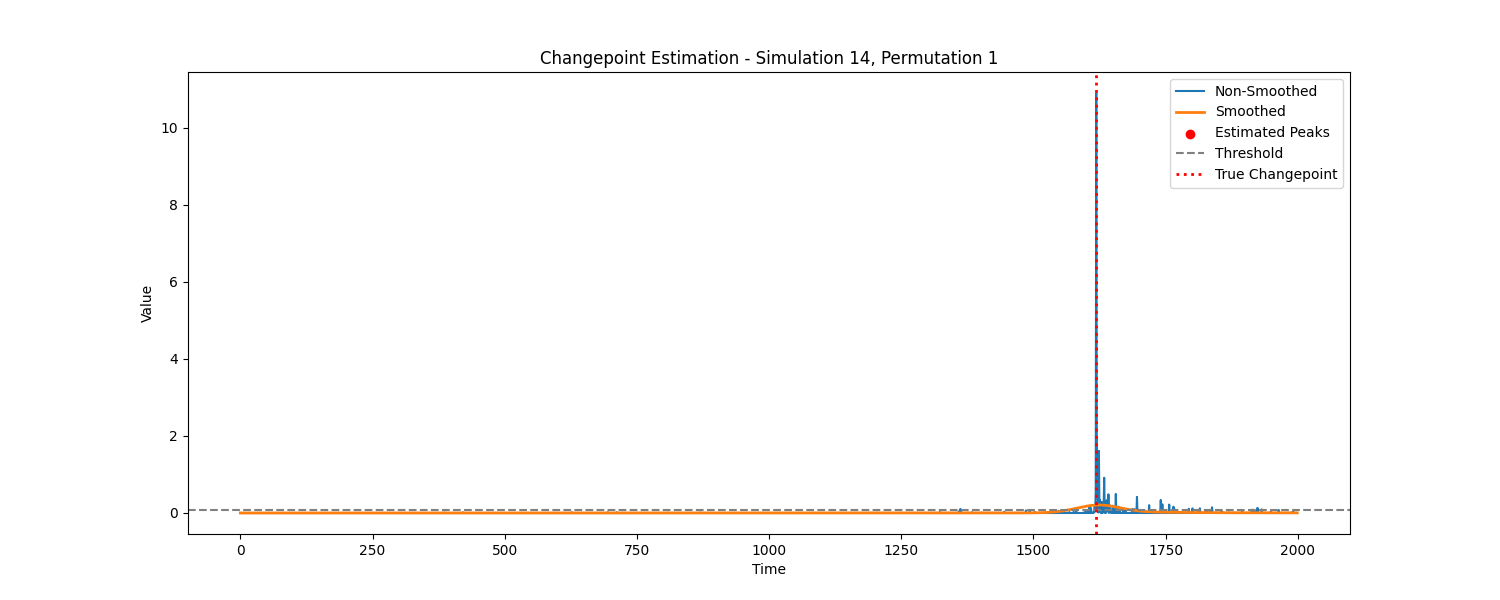 Changepoint Estimation - Simulation 14, Permutation 1
Non-Smoothed
Smoothed
Estimated Peaks
Threshold
True Changepoint
Value
10
8
6
4
2
0
0 250 500 750 1000 1250 1500 1750 2000
Time